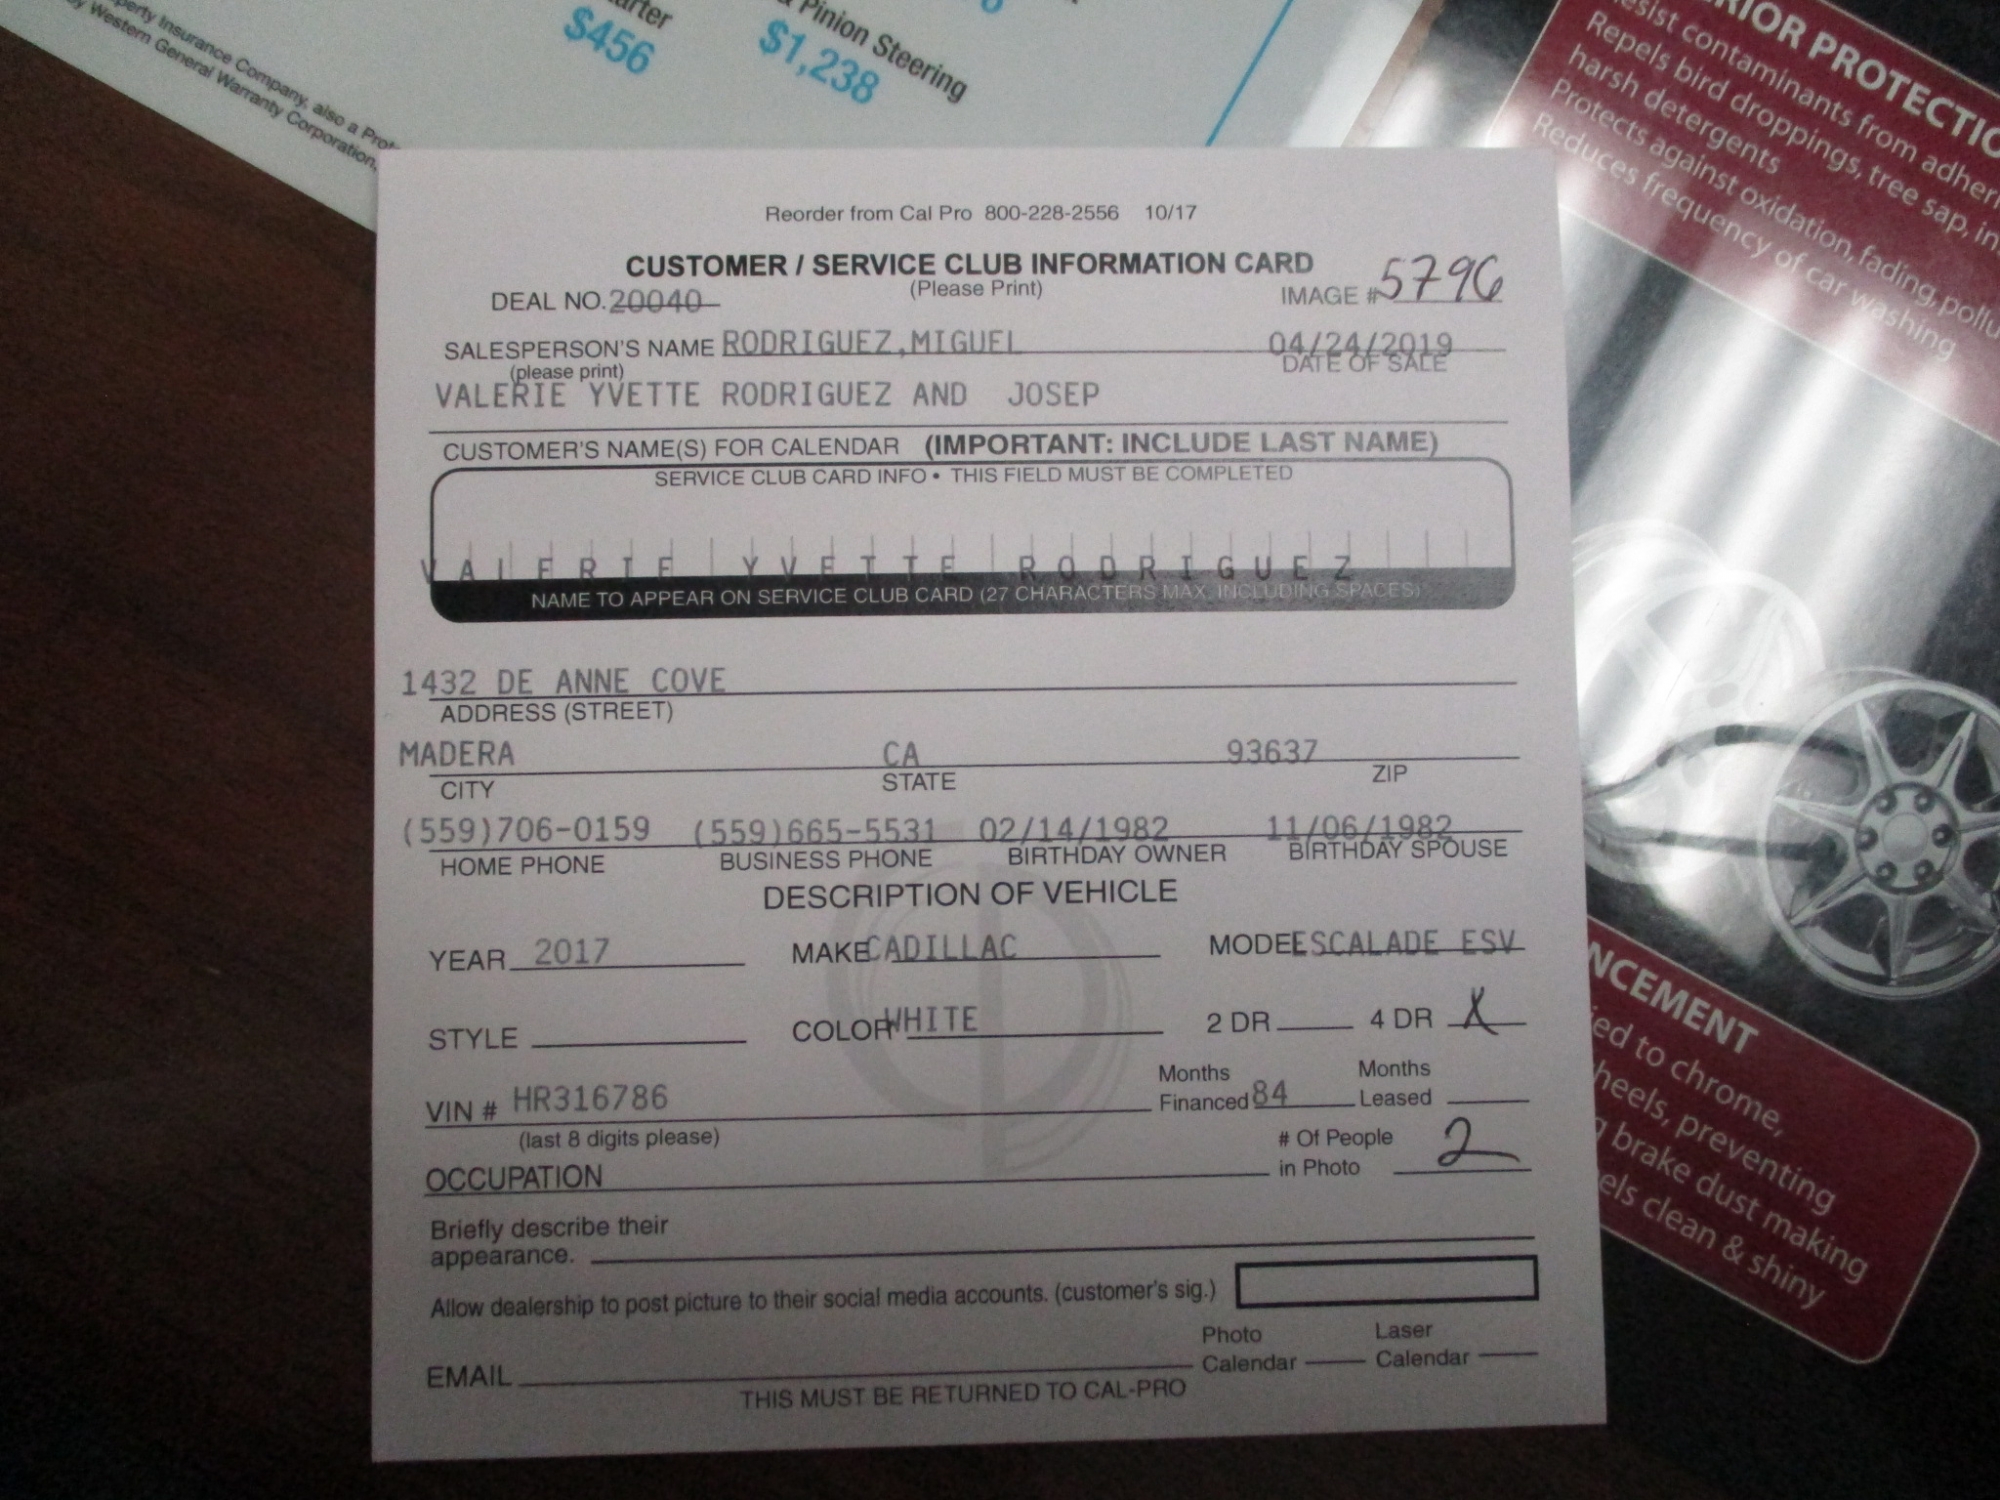 arter
$456
& Pinion Steering
$1,238
perty Insurance Company, also a Prot
by Western General Warranty Corporation,
RIOR PROTECTIO
esist contaminants from adheri
Repels bird droppings, tree sap, in
harsh detergents
Protects against oxidation, fading, pollu
Reduces frequency of car washing
Reorder from Cal Pro 800-228-2556 10/17
CUSTOMER / SERVICE CLUB INFORMATION CARD
(Please Print)
DEAL NO. 20040 IMAGE # 5796
SALESPERSON'S NAME RODRIGUEZ,MIGUEL 04/24/2019
(please print) DATE OF SALE
VALERIE YVETTE RODRIGUEZ AND JOSEP
CUSTOMER'S NAME(S) FOR CALENDAR (IMPORTANT: INCLUDE LAST NAME)
SERVICE CLUB CARD INFO • THIS FIELD MUST BE COMPLETED
VALERIE YVETTE RODRIGUEZ
NAME TO APPEAR ON SERVICE CLUB CARD (27 CHARACTERS MAX. INCLUDING SPACES)
1432 DE ANNE COVE
ADDRESS (STREET)
MADERA CA 93637
CITY STATE ZIP
(559)706-0159 (559)665-5531 02/14/1982 11/06/1982
HOME PHONE BUSINESS PHONE BIRTHDAY OWNER BIRTHDAY SPOUSE
DESCRIPTION OF VEHICLE
YEAR 2017 MAKE CADILLAC MODEL ESCALADE ESV
STYLE COLOR WHITE 2 DR 4 DR X
VIN # HR316786 Months Financed 84 Months Leased
(last 8 digits please)
OCCUPATION # Of People in Photo 2
Briefly describe their
appearance.
Allow dealership to post picture to their social media accounts. (customer's sig.)
EMAIL Photo Calendar Laser Calendar
THIS MUST BE RETURNED TO CAL-PRO
NCEMENT
ied to chrome,
heels, preventing
g brake dust making
els clean & shiny